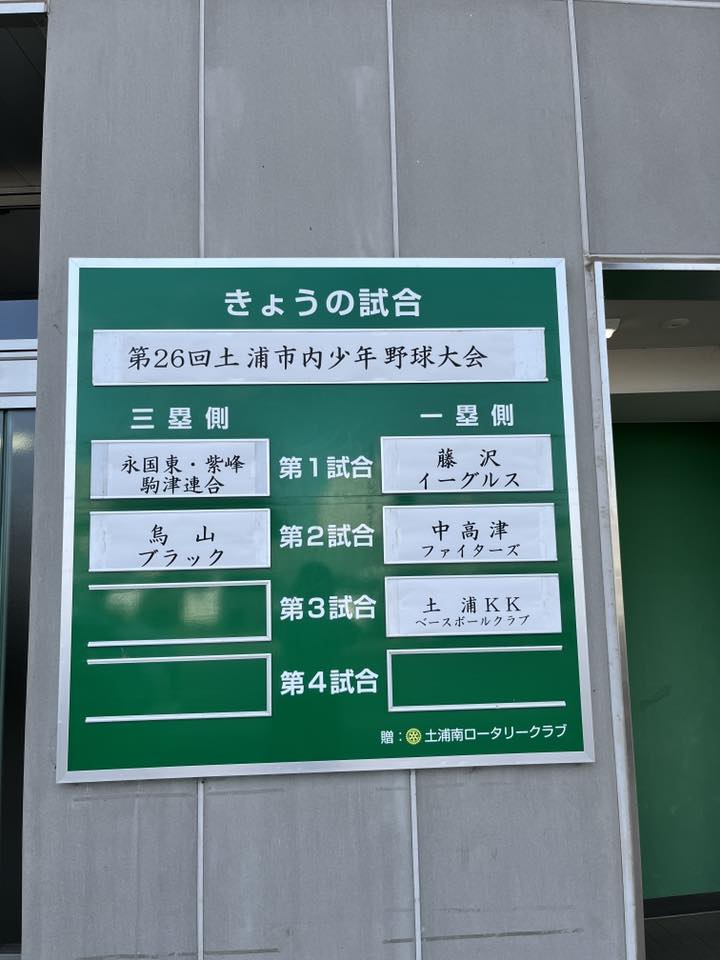 きょうの試合
第26回土浦市内少年野球大会
三塁側 一塁側
永国東・紫峰
駒津連合
第1試合
藤沢
イーグルス
烏山
ブラック
第2試合
中高津
ファイターズ
第3試合
土浦KK
ベースボールクラブ
第4試合
贈：土浦南ロータリークラブ